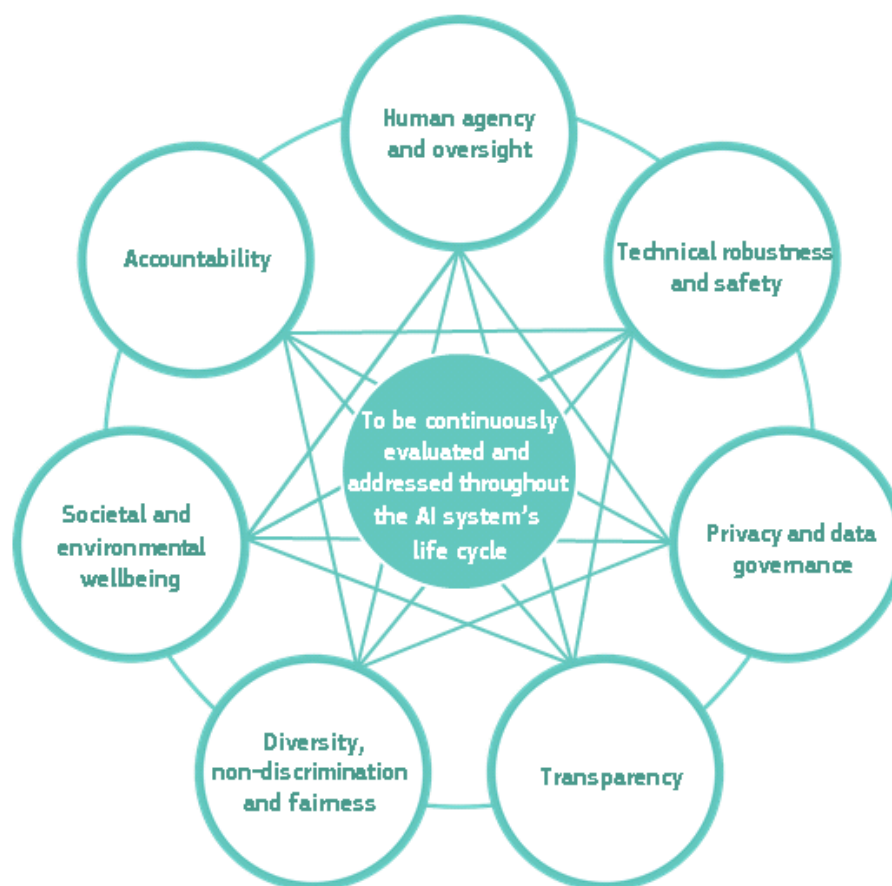 Human agency
and oversight
Technical robustness
and safety
Privacy and data
governance
Transparency
Diversity,
non-discrimination
and fairness
Societal and
environmental
wellbeing
Accountability
To be continuously
evaluated and
addressed throughout
the AI system's
life cycle